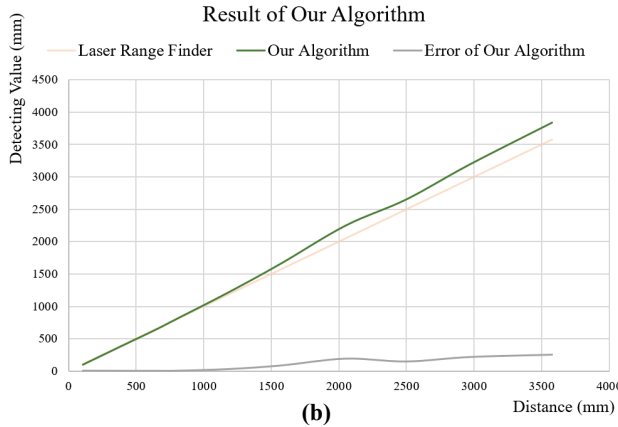 Result of Our Algorithm
Laser Range Finder Our Algorithm Error of Our Algorithm
Detecting Value (mm)
4500
4000
3500
3000
2500
2000
1500
1000
500
0
0 500 1000 1500 2000 2500 3000 3500 4000
Distance (mm)
(b)